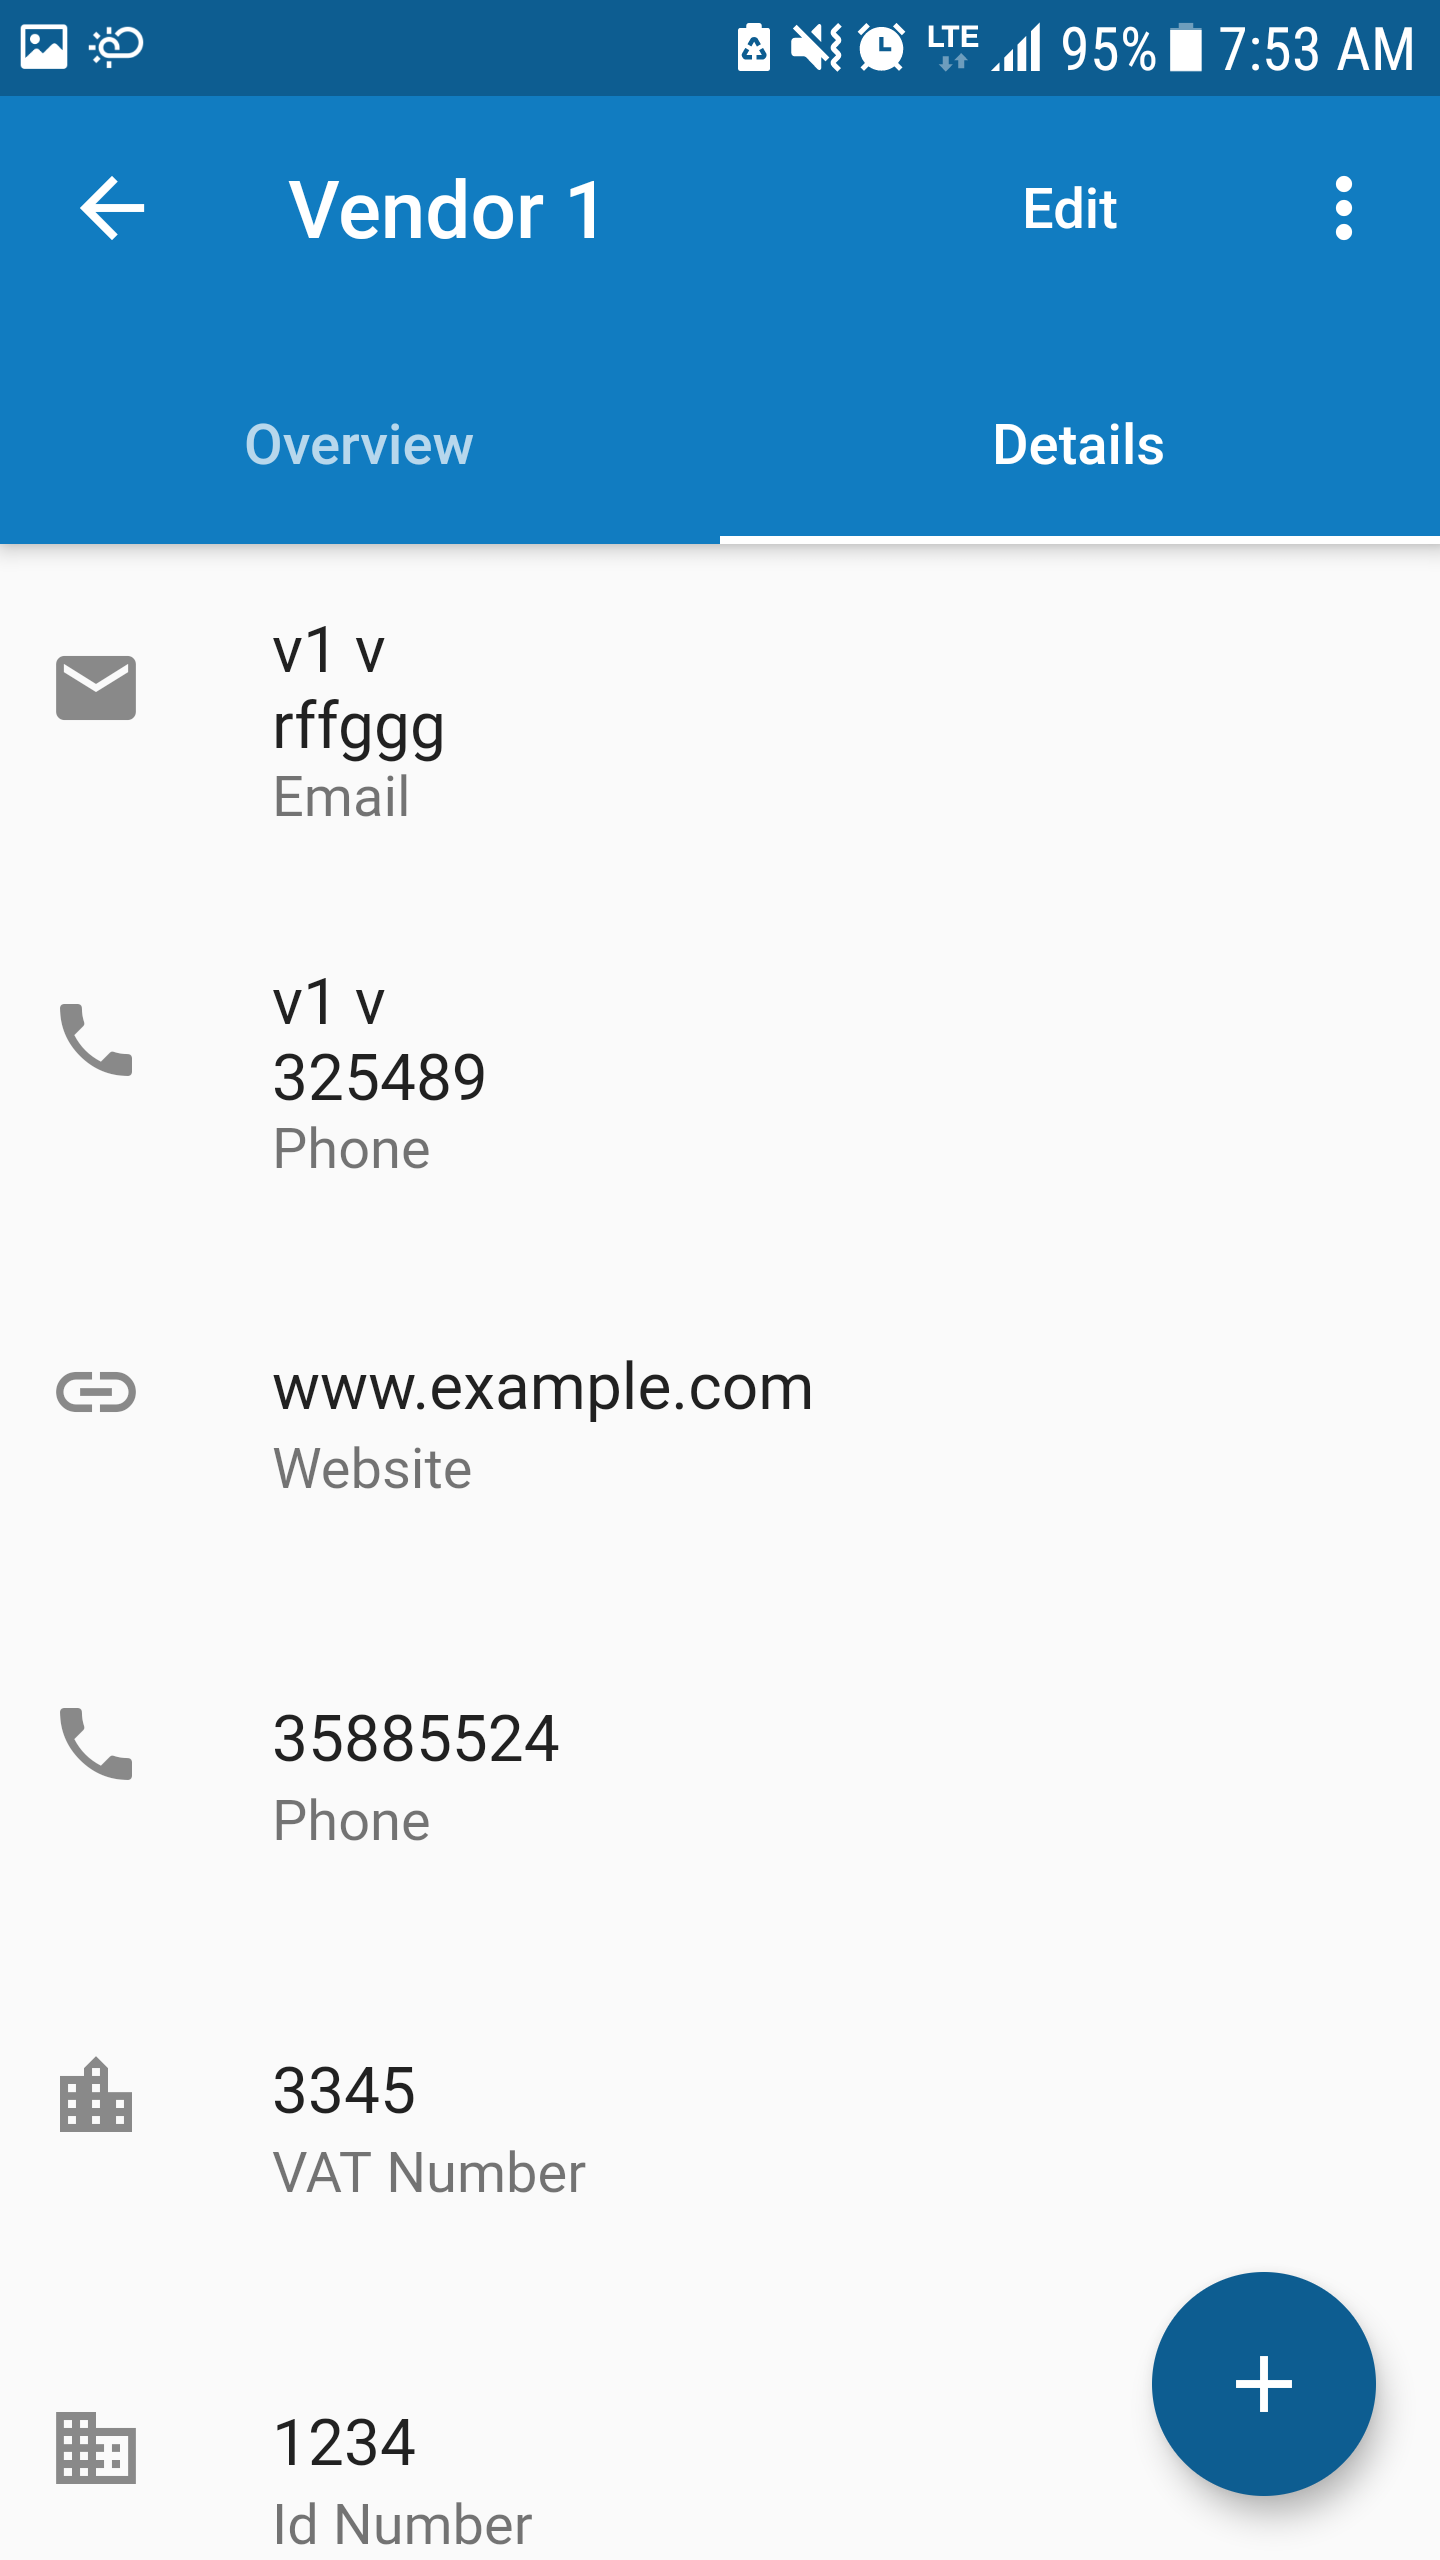 LTE 95% 7:53 AM
Vendor 1 Edit
Overview Details
v1 v
rffggg
Email
v1 v
325489
Phone
www.example.com
Website
35885524
Phone
3345
VAT Number
1234
Id Number